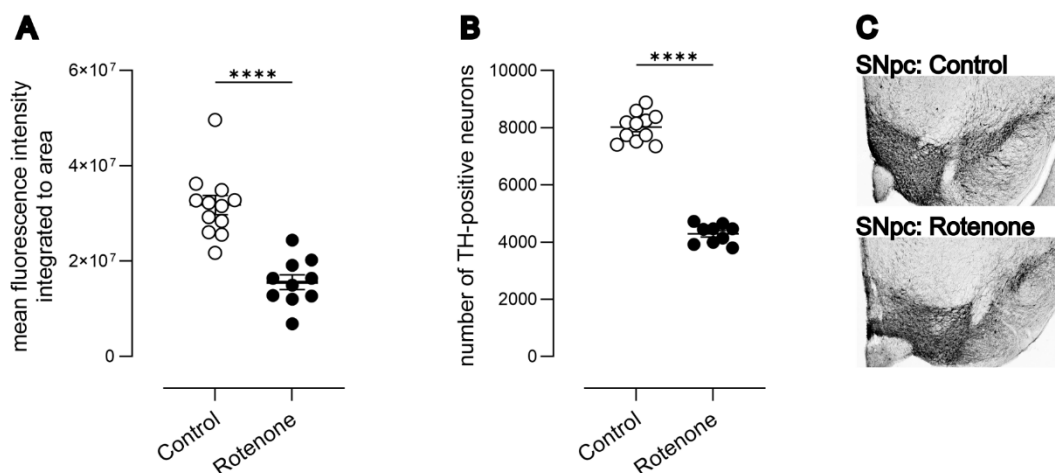 A
mean fluorescence intensity
integrated to area
6×10⁷
4×10⁷
2×10⁷
0
****
Control
Rotenone
B
number of TH-positive neurons
10000
8000
6000
4000
2000
0
****
Control
Rotenone
C
SNpc: Control
SNpc: Rotenone